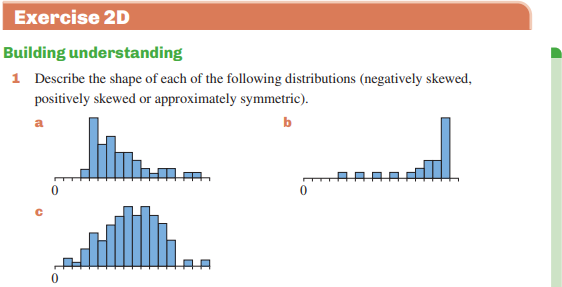 Exercise 2D
Building understanding
1 Describe the shape of each of the following distributions (negatively skewed,
positively skewed or approximately symmetric).
a
b
0
0
c
0